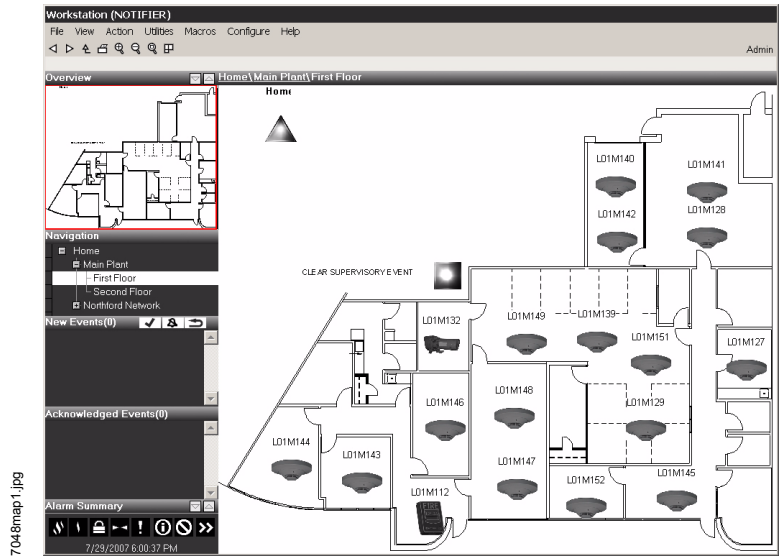 Workstation (NOTIFIER)
File View Action Utilities Macros Configure Help
Admin
Overview
Home\Main Plant\First Floor
Home
L01M140
L01M141
L01M142
L01M128
Navigation
Home
Main Plant
First Floor
Second Floor
Northford Network
CLEAR SUPERVISORY EVENT
New Events(0)
L01M132
L01M149
L01M139
L01M151
L01M127
L01M146
L01M148
L01M129
Acknowledged Events(0)
L01M144
L01M143
L01M147
L01M152
L01M145
L01M112
FIRE
Alarm Summary
7/29/2007 6:00:37 PM
7048map1.jpg